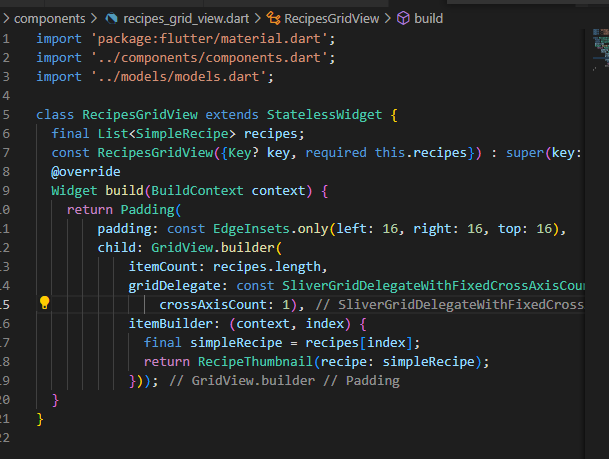 components > recipes_grid_view.dart > RecipesGridView > build
1 import 'package:flutter/material.dart';
2 import '../components/components.dart';
3 import '../models/models.dart';
4
5 class RecipesGridView extends StatelessWidget {
6 final List<SimpleRecipe> recipes;
7 const RecipesGridView({Key? key, required this.recipes}) : super(key:
8 @override
9 Widget build(BuildContext context) {
10 return Padding(
11 padding: const EdgeInsets.only(left: 16, right: 16, top: 16),
12 child: GridView.builder(
13 itemCount: recipes.length,
14 gridDelegate: const SliverGridDelegateWithFixedCrossAxisCou
15 crossAxisCount: 1), // SliverGridDelegateWithFixedCross
16 itemBuilder: (context, index) {
17 final simpleRecipe = recipes[index];
18 return RecipeThumbnail(recipe: simpleRecipe);
19 })); // GridView.builder // Padding
20 }
21 }
22